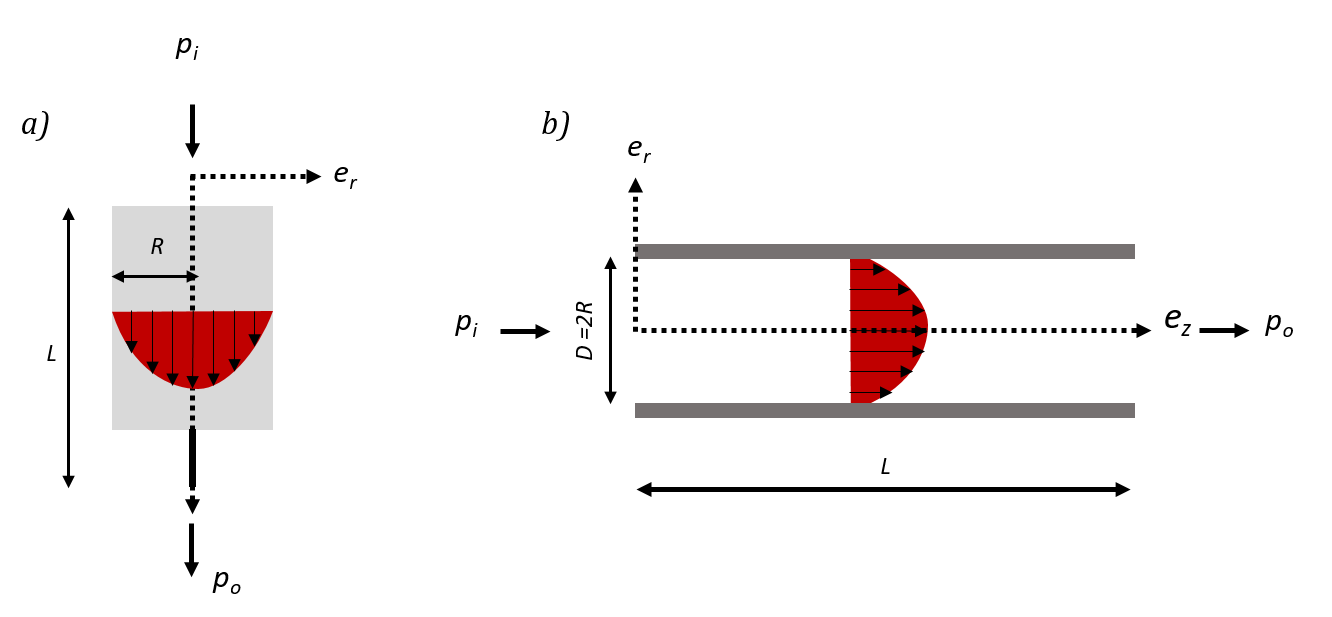 a)
p_i
e_r
R
L
p_o
b)
e_r
p_i
D =2R
e_z
p_o
L